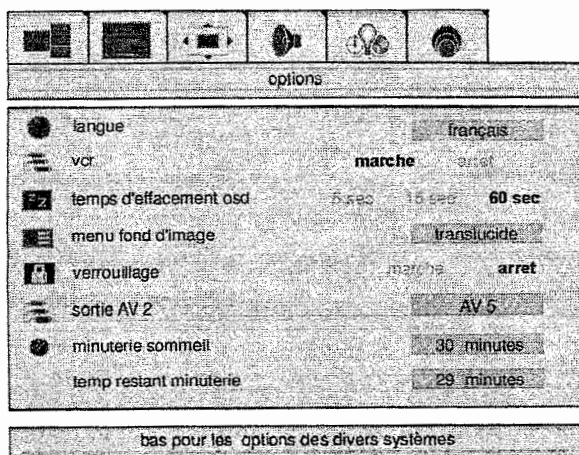 options
langue français
vcr marche arret
temps d'effacement osd 5 sec 15 sec 60 sec
menu fond d'image translucide
verrouillage marche arret
sortie AV 2 AV 5
minuterie sommeil 30 minutes
temp restant minuterie 29 minutes
bas pour les options des divers systèmes